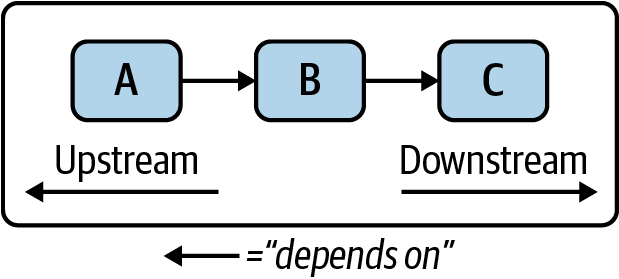 A B C
Upstream Downstream
="depends on"